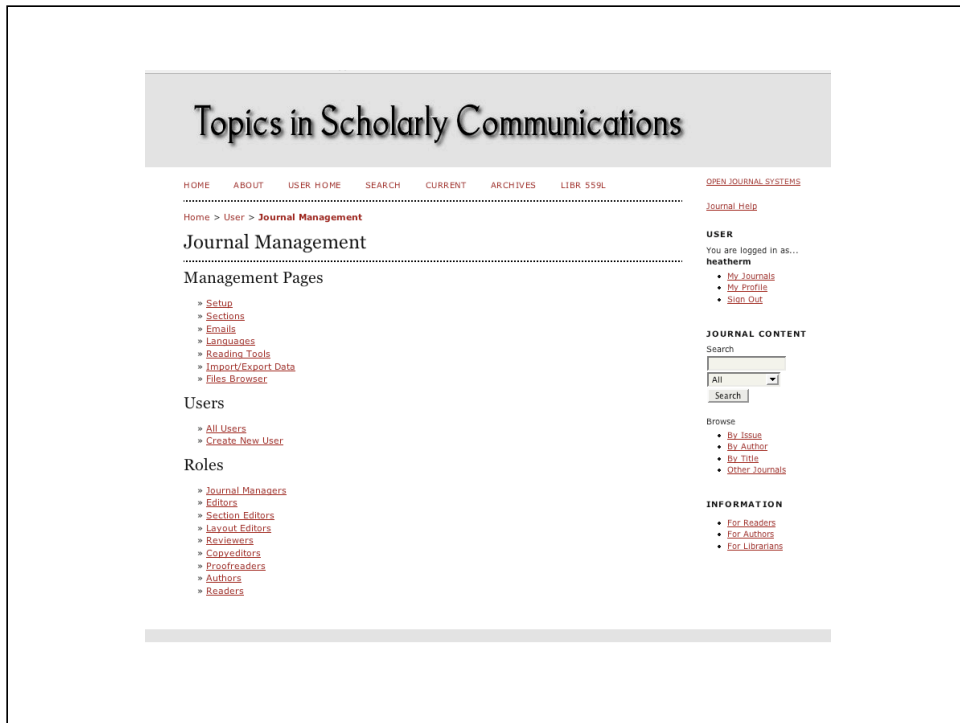 Topics in Scholarly Communications
HOME ABOUT USER HOME SEARCH CURRENT ARCHIVES LIBR 559L
Home > User > Journal Management
Journal Management
Management Pages
» Setup
» Sections
» Emails
» Languages
» Reading Tools
» Import/Export Data
» Files Browser
Users
» All Users
» Create New User
Roles
» Journal Managers
» Editors
» Section Editors
» Layout Editors
» Reviewers
» Copyeditors
» Proofreaders
» Authors
» Readers
OPEN JOURNAL SYSTEMS
Journal Help
USER
You are logged in as...
heatherm
• My Journals
• My Profile
• Sign Out
JOURNAL CONTENT
Search
All
Search
Browse
• By Issue
• By Author
• By Title
• Other Journals
INFORMATION
• For Readers
• For Authors
• For Librarians